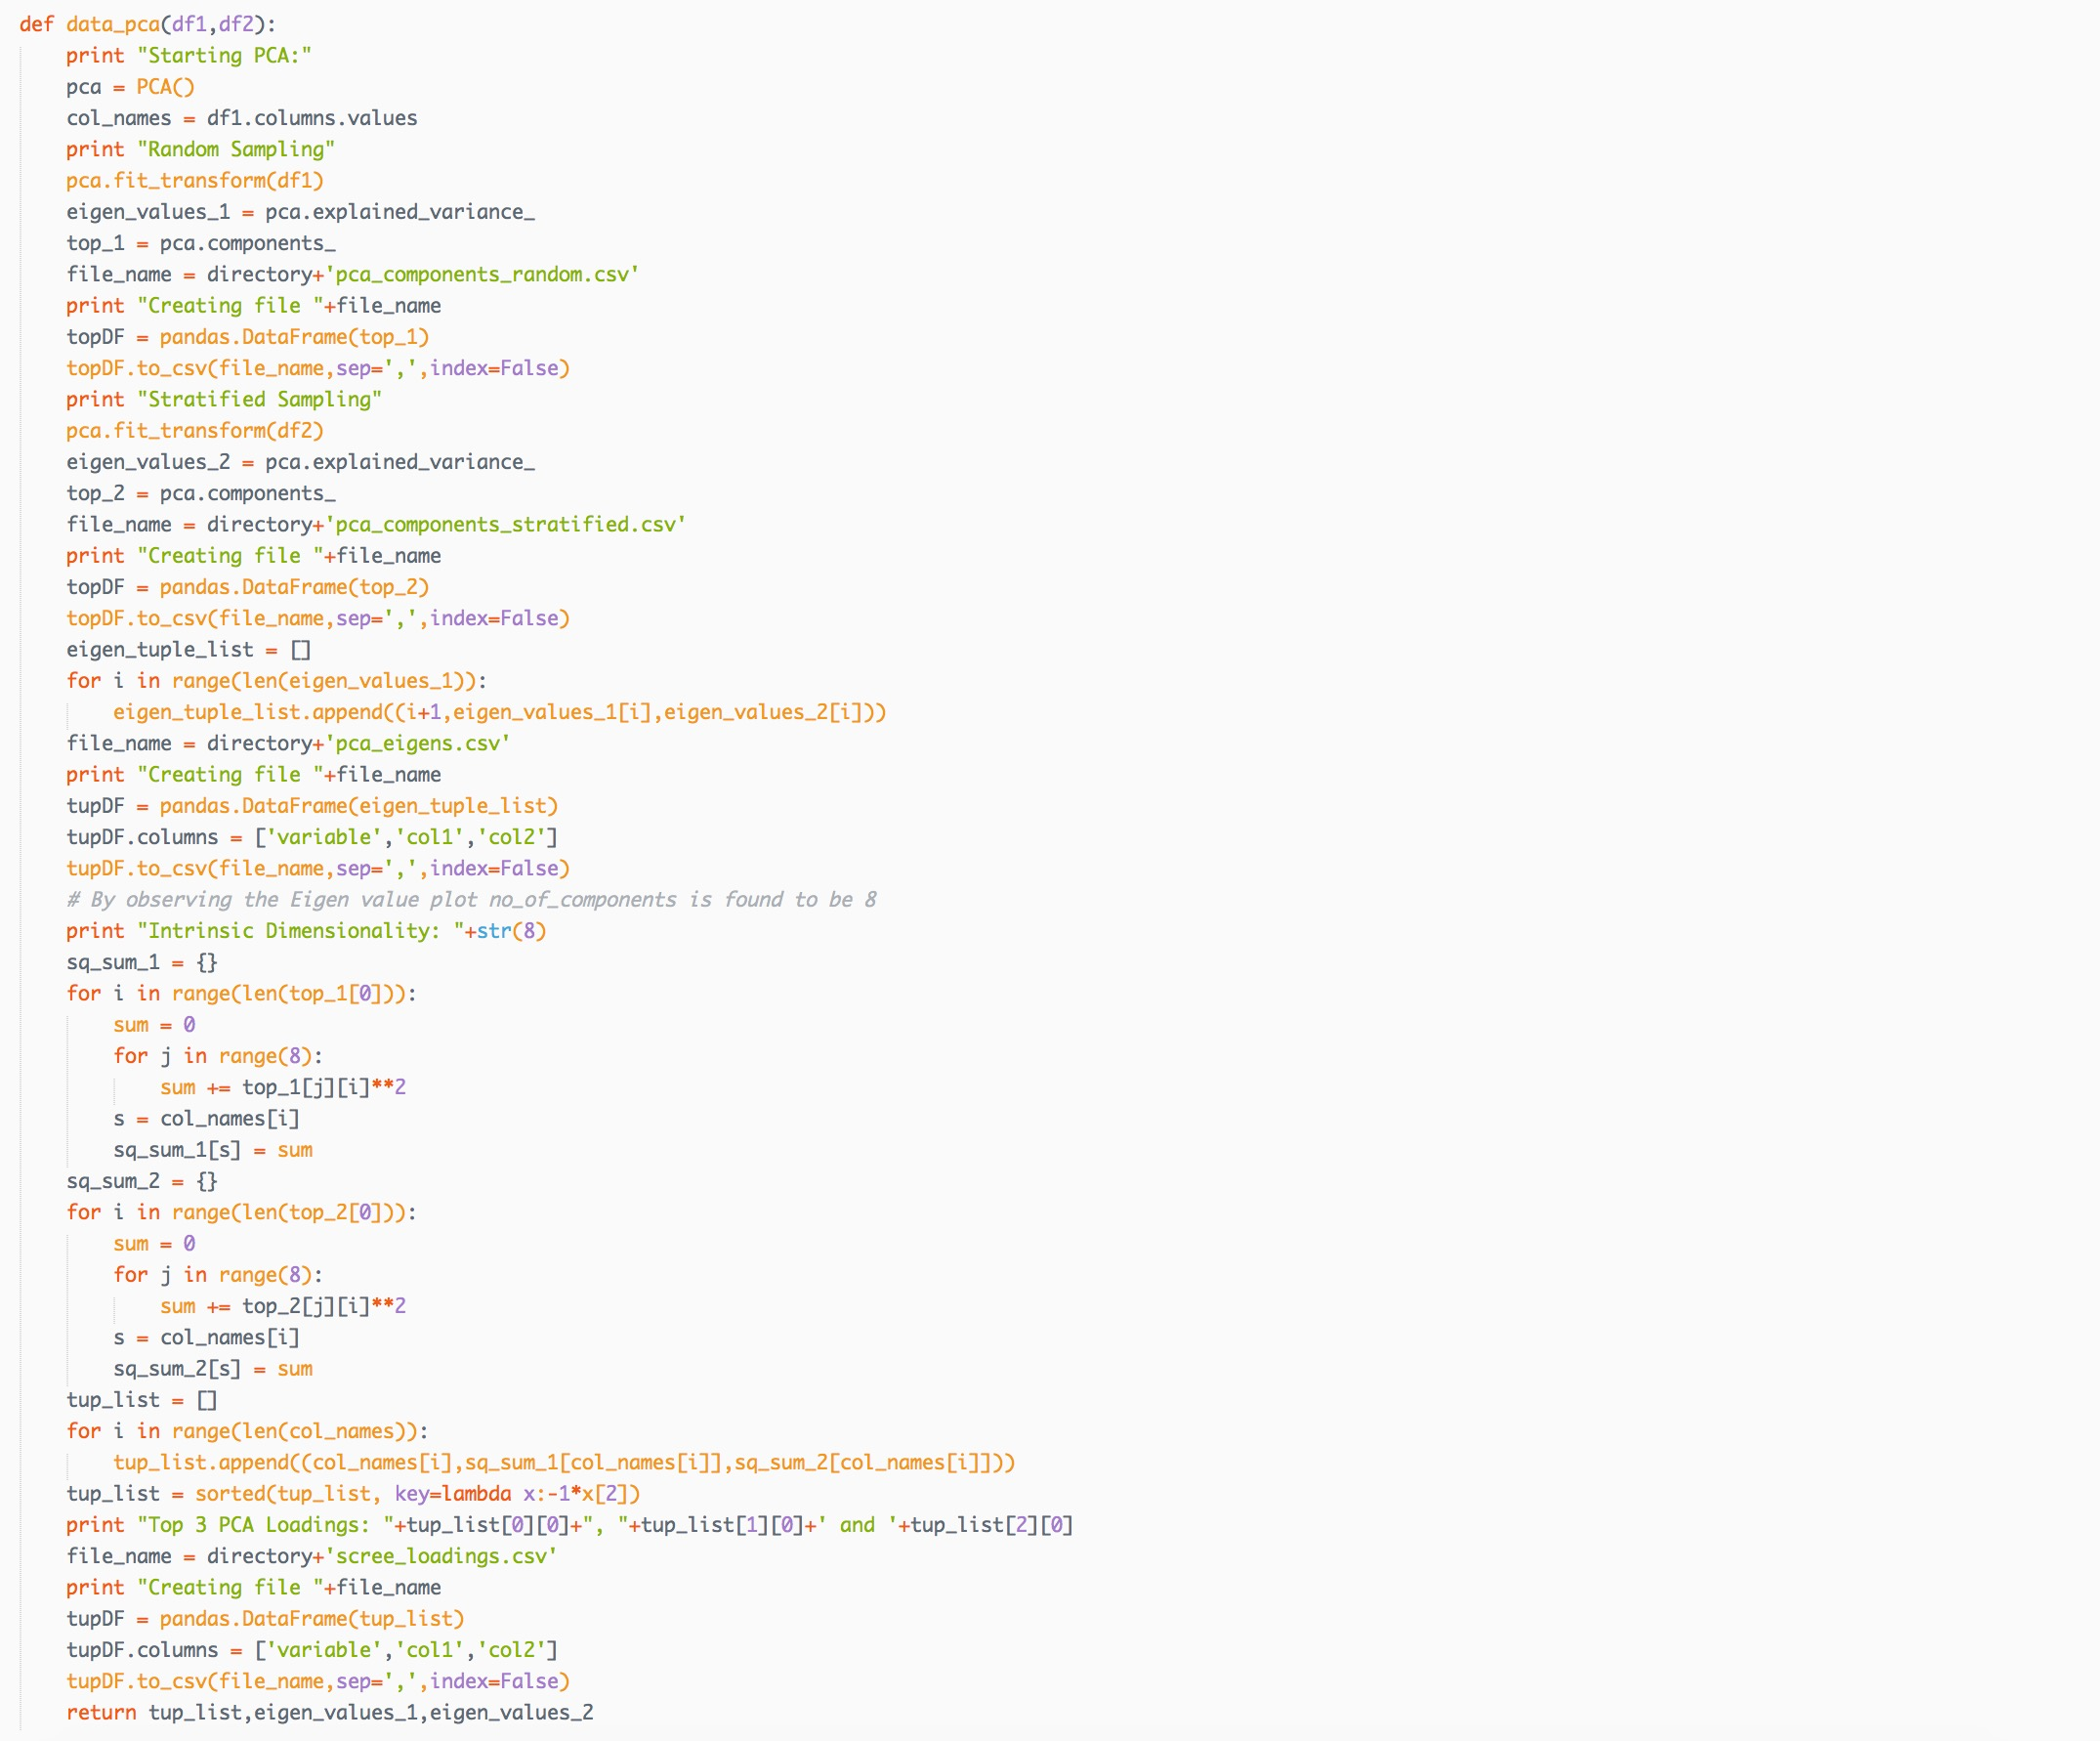 def data_pca(df1,df2):
    print "Starting PCA:"
    pca = PCA()
    col_names = df1.columns.values
    print "Random Sampling"
    pca.fit_transform(df1)
    eigen_values_1 = pca.explained_variance_
    top_1 = pca.components_
    file_name = directory+'pca_components_random.csv'
    print "Creating file "+file_name
    topDF = pandas.DataFrame(top_1)
    topDF.to_csv(file_name,sep=',',index=False)
    print "Stratified Sampling"
    pca.fit_transform(df2)
    eigen_values_2 = pca.explained_variance_
    top_2 = pca.components_
    file_name = directory+'pca_components_stratified.csv'
    print "Creating file "+file_name
    topDF = pandas.DataFrame(top_2)
    topDF.to_csv(file_name,sep=',',index=False)
    eigen_tuple_list = []
    for i in range(len(eigen_values_1)):
        eigen_tuple_list.append((i+1,eigen_values_1[i],eigen_values_2[i]))
    file_name = directory+'pca_eigens.csv'
    print "Creating file "+file_name
    tupDF = pandas.DataFrame(eigen_tuple_list)
    tupDF.columns = ['variable','col1','col2']
    tupDF.to_csv(file_name,sep=',',index=False)
    # By observing the Eigen value plot no_of_components is found to be 8
    print "Intrinsic Dimensionality: "+str(8)
    sq_sum_1 = {}
    for i in range(len(top_1[0])):
        sum = 0
        for j in range(8):
            sum += top_1[j][i]**2
        s = col_names[i]
        sq_sum_1[s] = sum
    sq_sum_2 = {}
    for i in range(len(top_2[0])):
        sum = 0
        for j in range(8):
            sum += top_2[j][i]**2
        s = col_names[i]
        sq_sum_2[s] = sum
    tup_list = []
    for i in range(len(col_names)):
        tup_list.append((col_names[i],sq_sum_1[col_names[i]],sq_sum_2[col_names[i]]))
    tup_list = sorted(tup_list, key=lambda x:-1*x[2])
    print "Top 3 PCA Loadings: "+tup_list[0][0]+", "+tup_list[1][0]+' and '+tup_list[2][0]
    file_name = directory+'scree_loadings.csv'
    print "Creating file "+file_name
    tupDF = pandas.DataFrame(tup_list)
    tupDF.columns = ['variable','col1','col2']
    tupDF.to_csv(file_name,sep=',',index=False)
    return tup_list,eigen_values_1,eigen_values_2